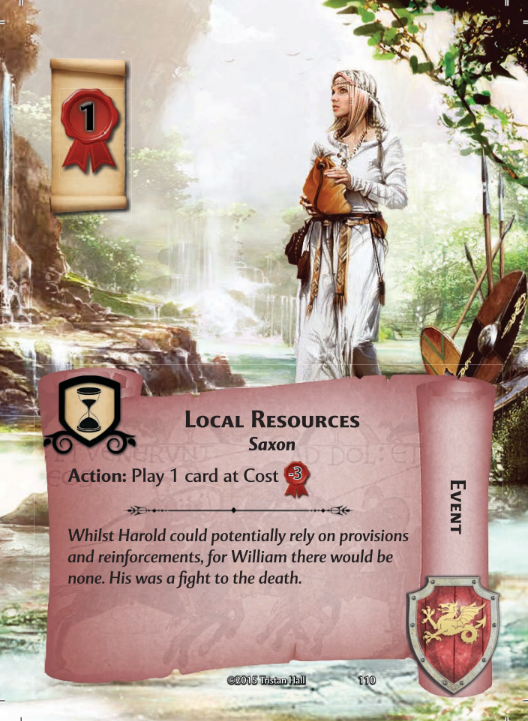 1
LOCAL RESOURCES
Saxon
Action: Play 1 card at Cost -3
Whilst Harold could potentially rely on provisions
and reinforcements, for William there would be
none. His was a fight to the death.
EVENT
©2015 Tristan Hall 110